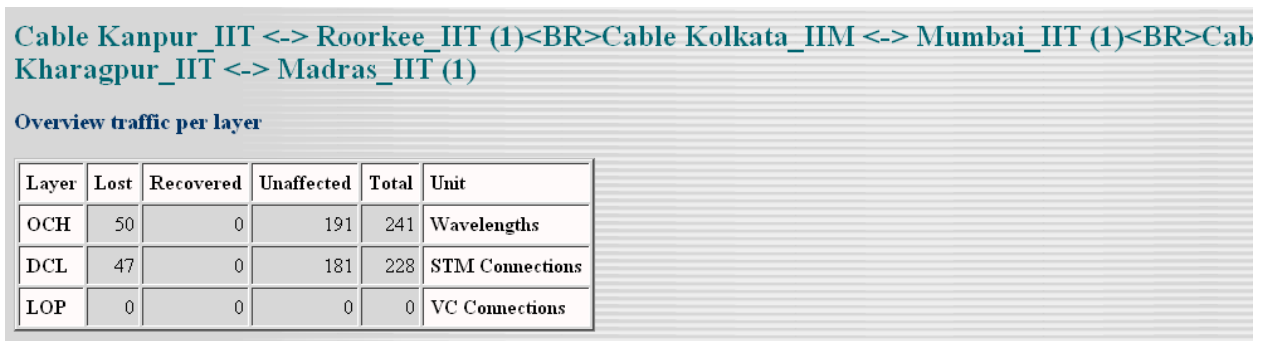 Cable Kanpur_IIT <-> Roorkee_IIT (1)<BR>Cable Kolkata_IIM <-> Mumbai_IIT (1)<BR>Cab
Kharagpur_IIT <-> Madras_IIT (1)
Overview traffic per layer
Layer Lost Recovered Unaffected Total Unit
OCH 50 0 191 241 Wavelengths
DCL 47 0 181 228 STM Connections
LOP 0 0 0 0 VC Connections